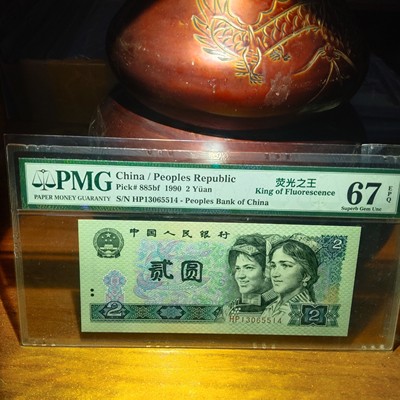 PMG
PAPER MONEY GUARANTY
China / Peoples Republic
Pick# 885bf 1990 2 Yüan
S/N HP13065514 - Peoples Bank of China
荧光之王
King of Fluorescence
67 EPQ
Superb Gem Unc
中国人民银行
2
贰圆
2
HP13065514
2